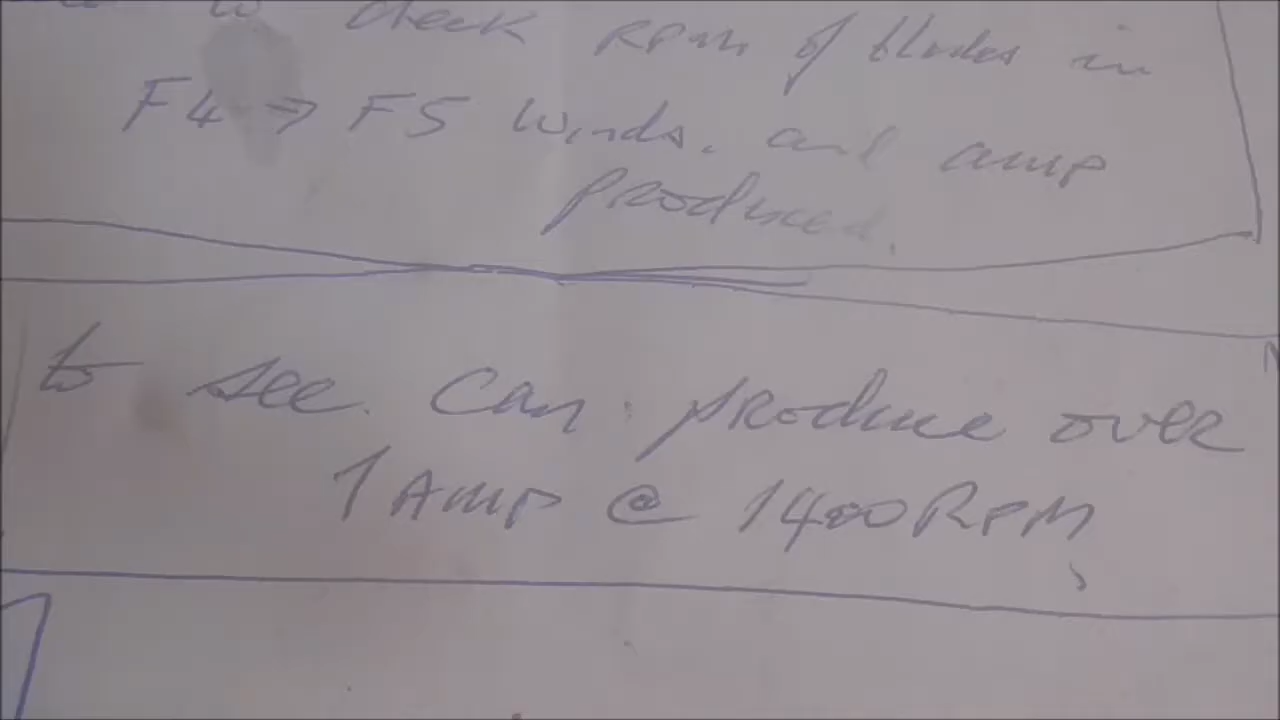 to check RPM of blades in
F4 → F5 winds. and amp
produced.
to see. Can produce over
1 AMP @ 1400 RPM